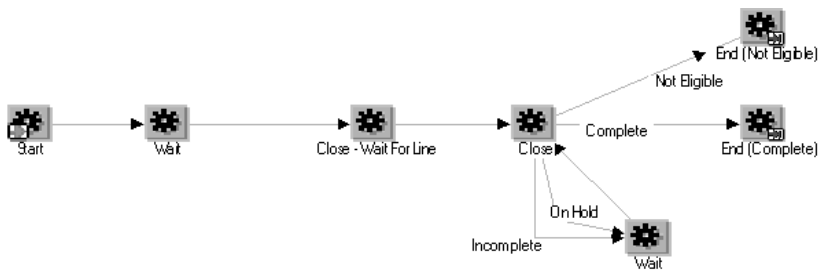 End (Not Eligible)
Not Eligible
Start
Wait
Close - Wait For Line
Close
Complete
End (Complete)
On Hold
Incomplete
Wait